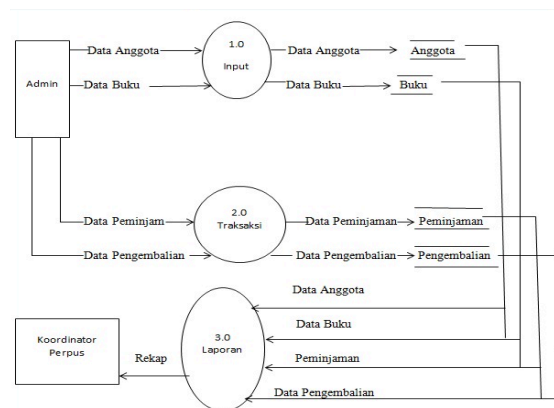 Data Anggota
1.0
Input
Data Anggota
Anggota
Admin
Data Buku
Data Buku
Buku
Data Peminjam
2.0
Traksaksi
Data Peminjaman
Peminjaman
Data Pengembalian
Data Pengembalian
Pengembalian
Data Anggota
Data Buku
3.0
Laporan
Koordinator
Perpus
Rekap
Peminjaman
Data Pengembalian